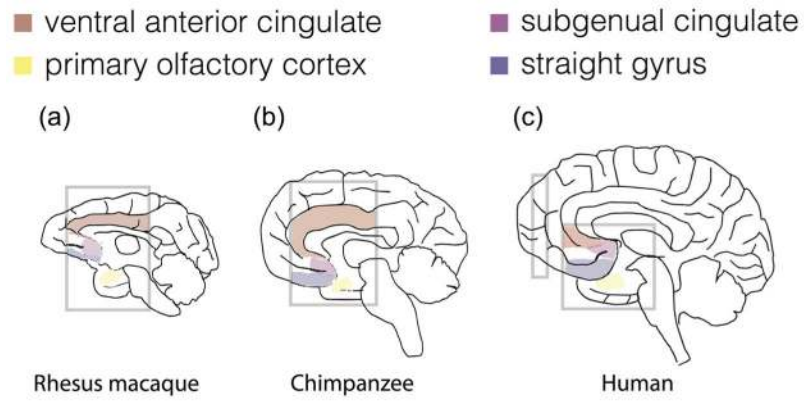 ventral anterior cingulate
subgenual cingulate
primary olfactory cortex
straight gyrus
(a)
(b)
(c)
Rhesus macaque
Chimpanzee
Human